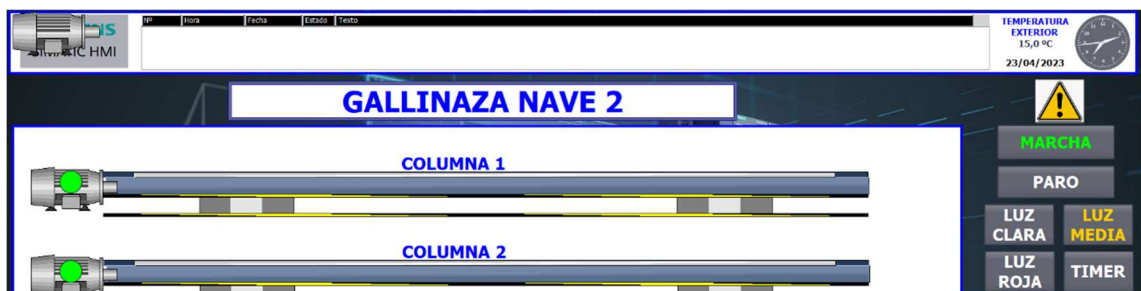 SIMATIC HMI
Nº Hora Fecha Estado Texto
TEMPERATURA
EXTERIOR
15,0 ºC
23/04/2023
GALLINAZA NAVE 2
MARCHA
PARO
LUZ
CLARA
LUZ
MEDIA
LUZ
ROJA
TIMER
COLUMNA 1
COLUMNA 2